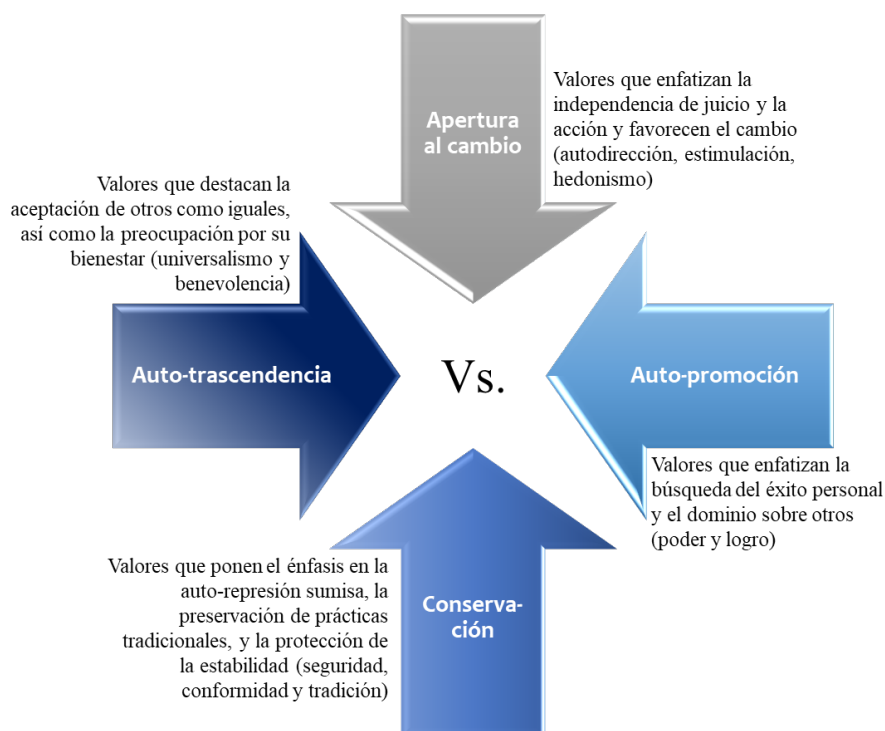 Apertura
al cambio
Valores que enfatizan la
independencia de juicio y la
acción y favorecen el cambio
(autodirección, estimulación,
hedonismo)
Valores que destacan la
aceptación de otros como iguales,
así como la preocupación por su
bienestar (universalismo y
benevolencia)
Auto-trascendencia
Vs.
Auto-promoción
Valores que enfatizan la
búsqueda del éxito personal
y el dominio sobre otros
(poder y logro)
Valores que ponen el énfasis en la
auto-represión sumisa, la
preservación de prácticas
tradicionales, y la protección de
la estabilidad (seguridad,
conformidad y tradición)
Conserva-
ción